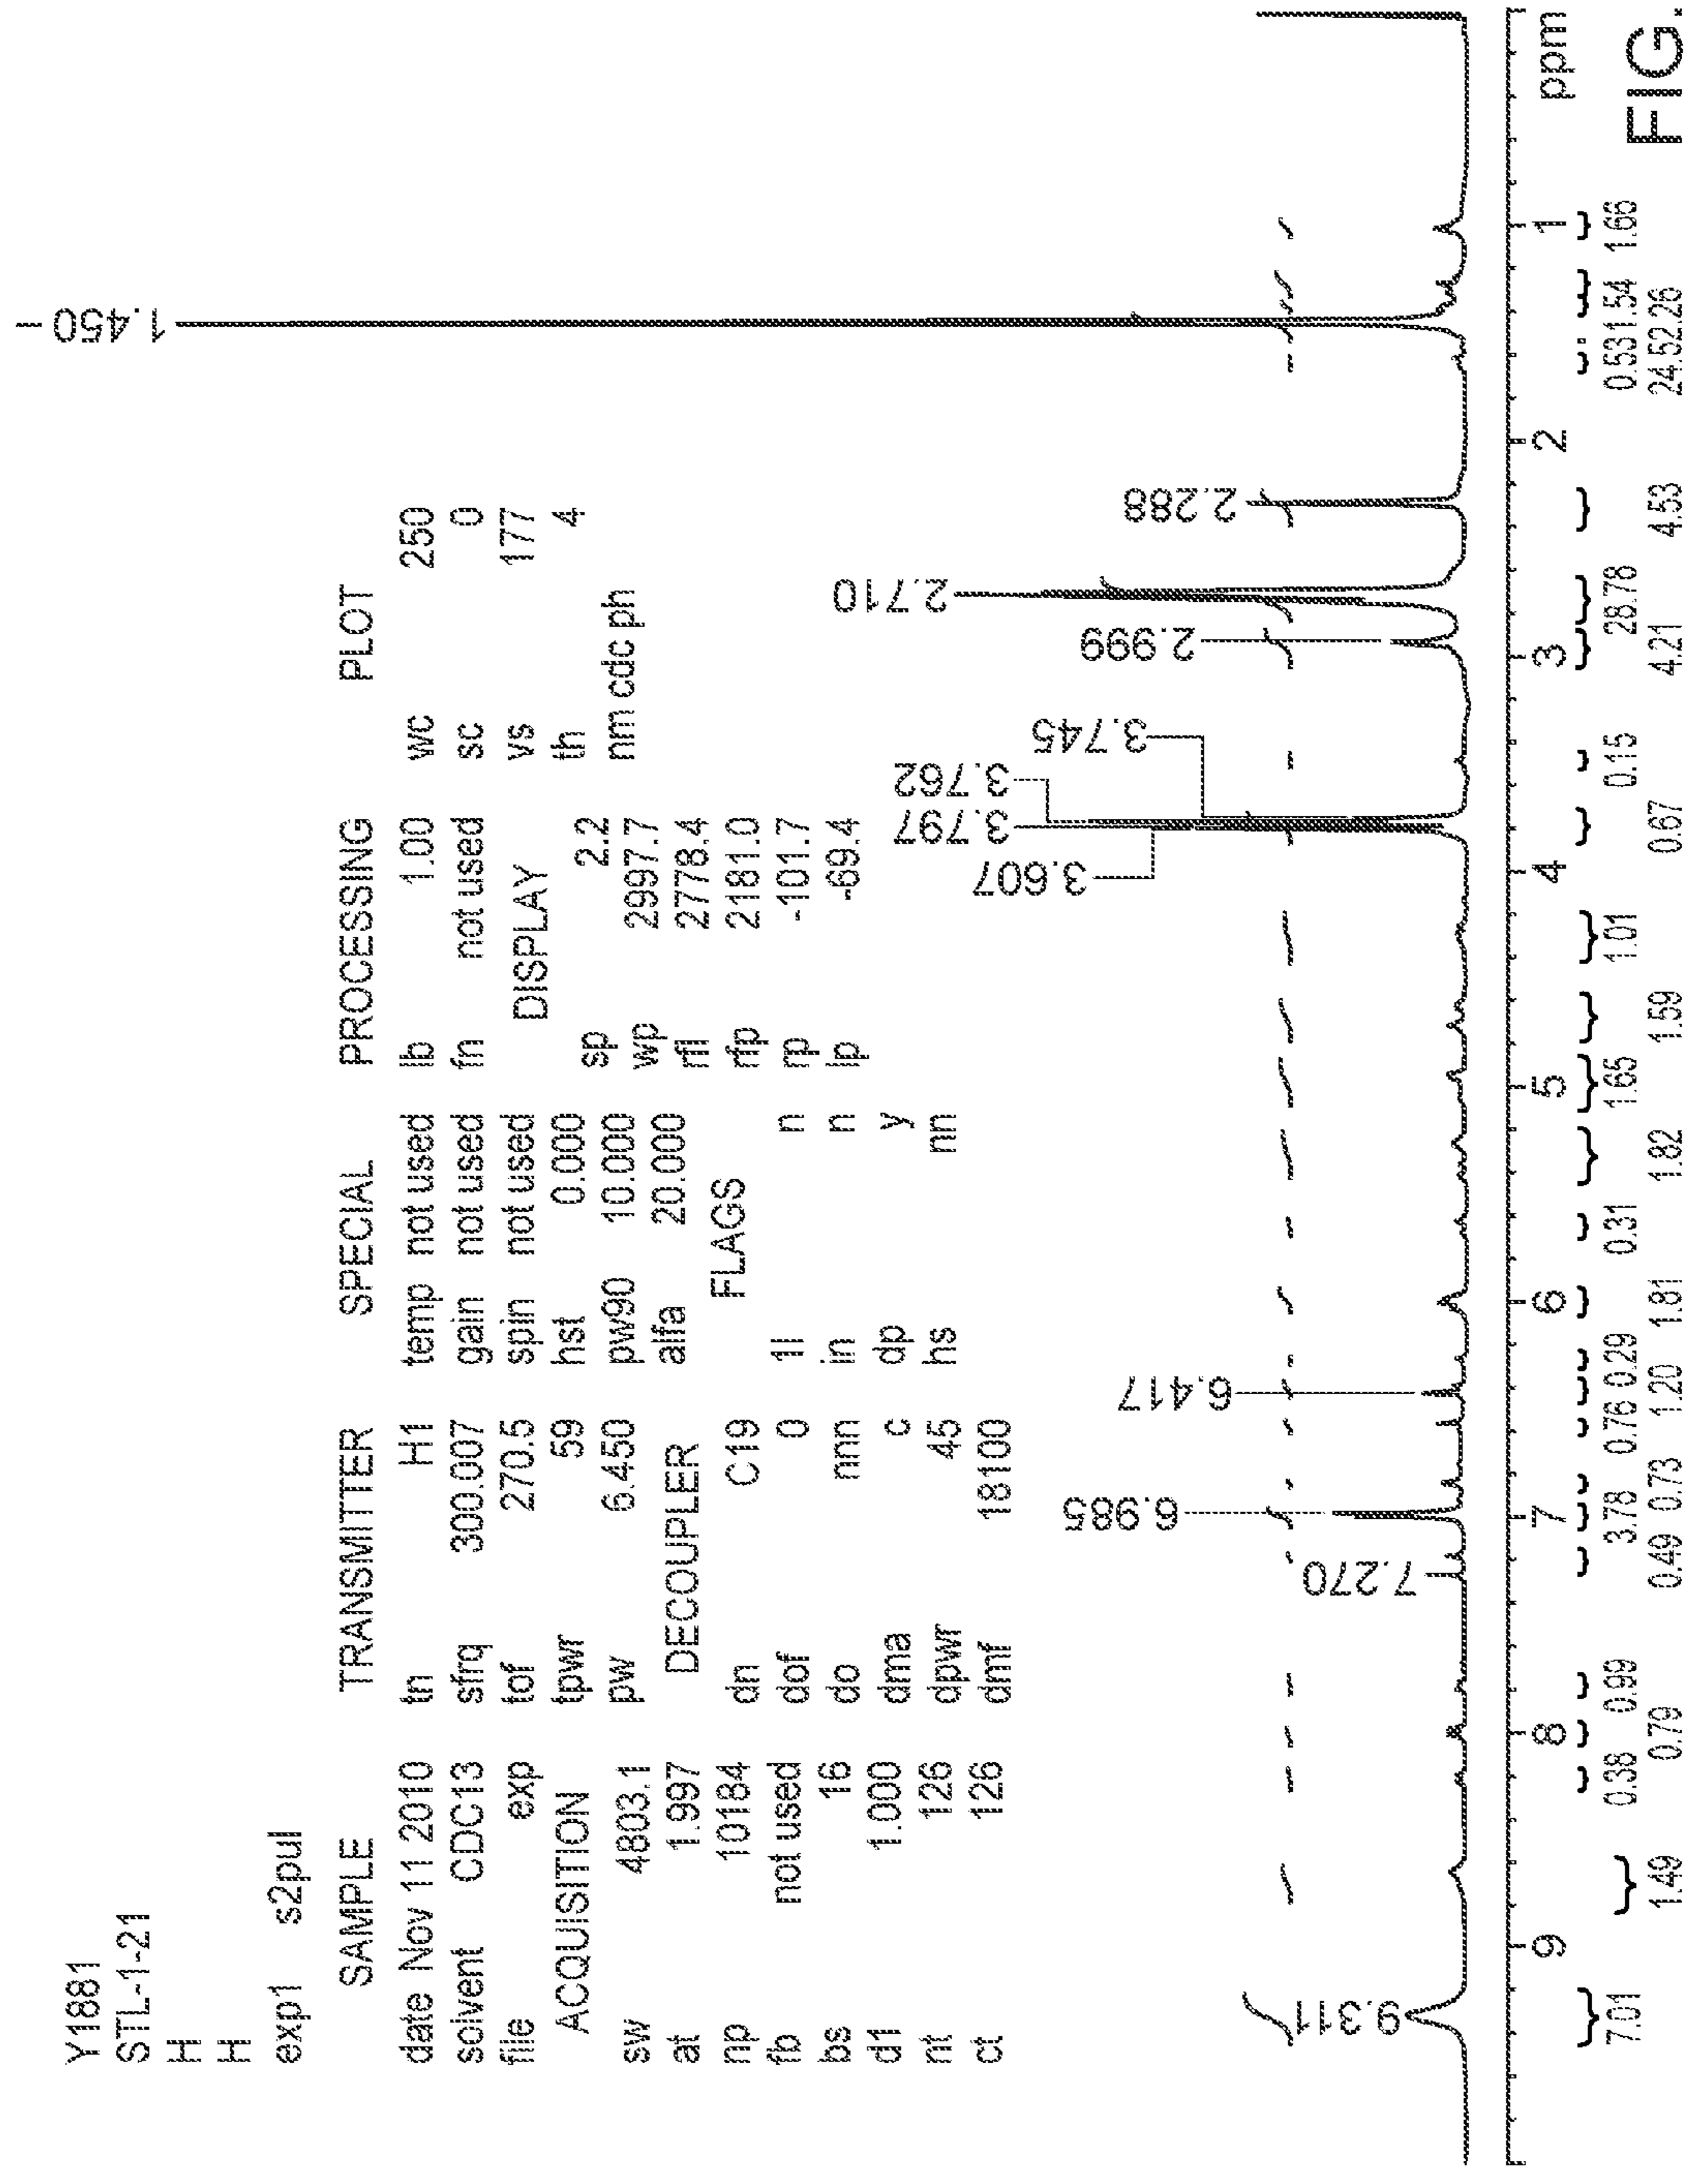 Y1881
STL-1-21
H
H
exp1 s2pul
SAMPLE
date Nov 11 2010
solvent CDC13
file exp
ACQUISITION
sw 4803.1
at 1.997
np 10184
fb not used
bs 16
d1 1.000
nt 126
ct 126
TRANSMITTER
tn H1
sfrq 300.007
tof 270.5
tpwr 59
pw 6.450
DECOUPLER
dn C19
dof 0
do nnn
dma c
dpwr 45
dmf 18100
SPECIAL
temp not used
gain not used
spin not used
hst 0.000
pw90 10.000
alfa 20.000
FLAGS
1l n
in n
dp y
hs nn
PROCESSING
lb 1.00
fn not used
DISPLAY
sp 2.2
wp 2997.7
rfl 2778.4
rfp 2181.0
rp -101.7
lp -69.4
PLOT
wc 250
sc 0
vs 177
th 4
nm cdc ph
9.311
7.270
6.985
6.417
3.607
3.797
3.762
3.745
2.999
2.710
2.288
1.450
9 8 7 6 5 4 3 2 1 ppm
7.01 0.38 0.99 3.78 0.76 0.29 0.31 1.65 1.01 0.15 28.78 0.53 1.54 1.66
1.49 0.79 0.49 0.73 1.20 1.81 1.82 1.59 0.67 4.21 4.53 24.52.26
FIG.